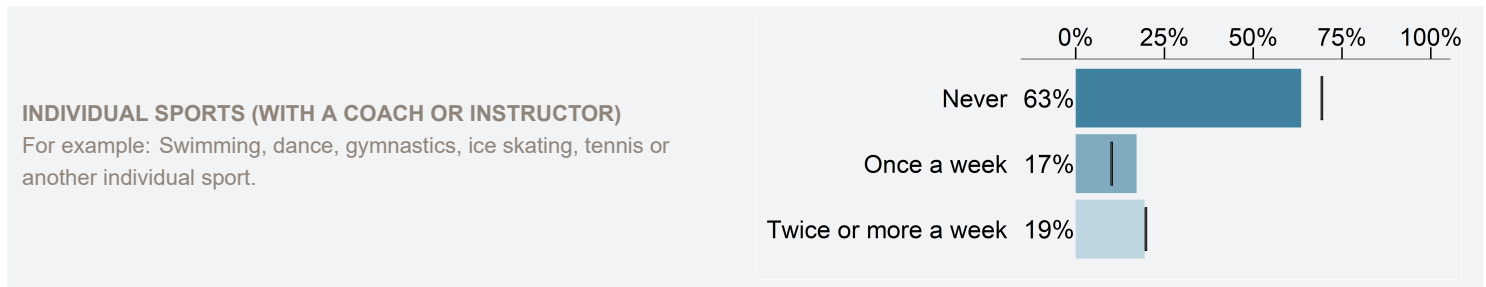 INDIVIDUAL SPORTS (WITH A COACH OR INSTRUCTOR)
For example: Swimming, dance, gymnastics, ice skating, tennis or
another individual sport.
0% 25% 50% 75% 100%
Never 63%
Once a week 17%
Twice or more a week 19%